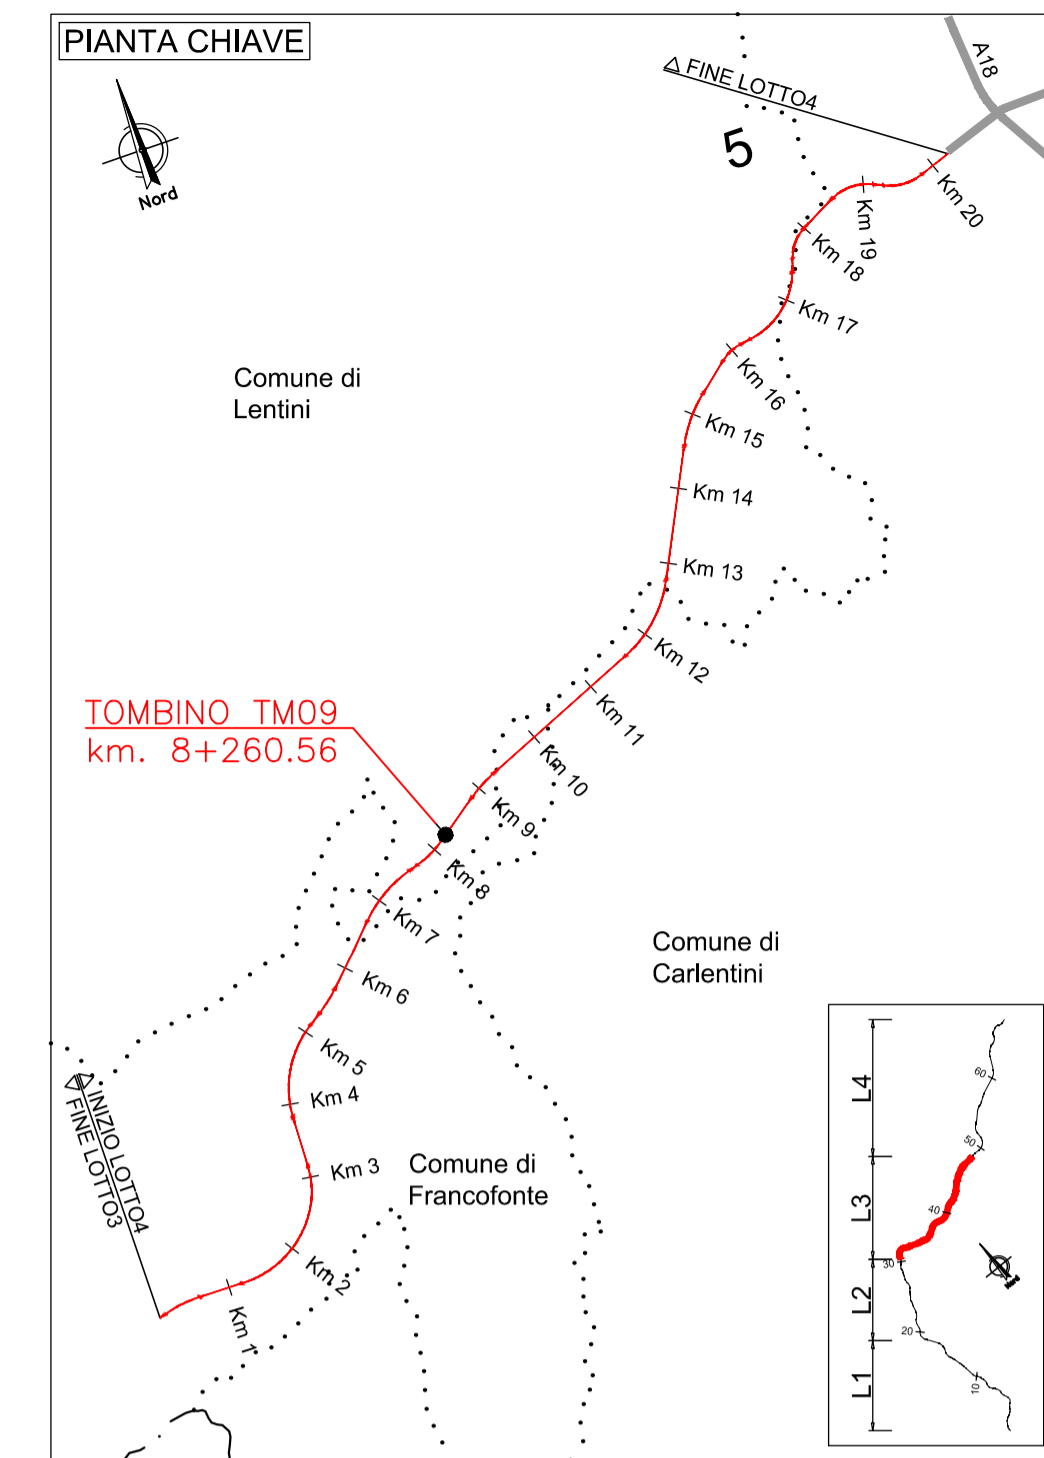 PIANTA CHIAVE
Nord
FINE LOTTO4
A18
5
Km 20
Km 19
Km 18
Km 17
Km 16
Km 15
Km 14
Km 13
Km 12
Km 11
Km 10
Km 9
Km 8
Km 7
Km 6
Km 5
Km 4
Km 3
Km 2
Km 1
Comune di
Lentini
TOMBINO TM09
km. 8+260.56
Comune di
Carlentini
Comune di
Francofonte
INIZIO LOTTO4
FINE LOTTO3
L4
L3
L2
L1
60
50
40
30
20
10